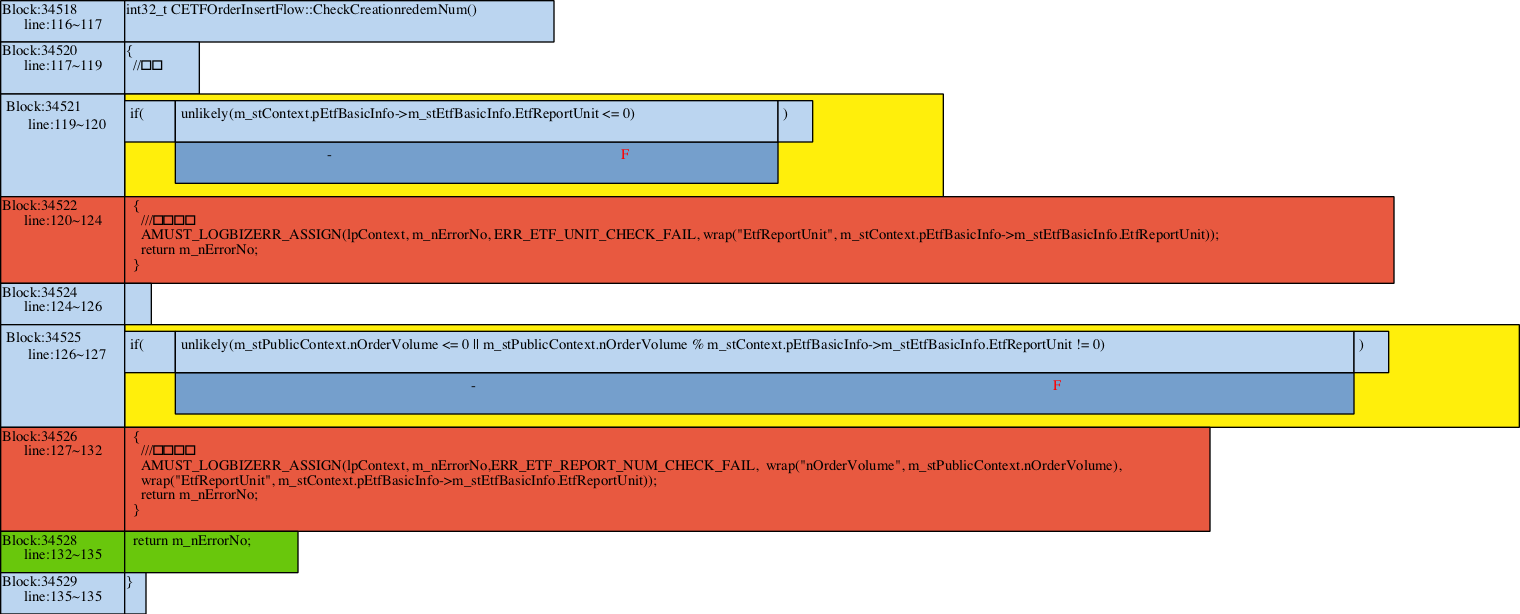 Block:34518
line:116~117
int32_t CETFOrderInsertFlow::CheckCreationredemNum()
Block:34520
line:117~119
{
//□□
Block:34521
line:119~120
if(
unlikely(m_stContext.pEtfBasicInfo->m_stEtfBasicInfo.EtfReportUnit <= 0)
)
-
F
Block:34522
line:120~124
{
///□□□□
AMUST_LOGBIZERR_ASSIGN(lpContext, m_nErrorNo, ERR_ETF_UNIT_CHECK_FAIL, wrap("EtfReportUnit", m_stContext.pEtfBasicInfo->m_stEtfBasicInfo.EtfReportUnit));
return m_nErrorNo;
}
Block:34524
line:124~126
Block:34525
line:126~127
if(
unlikely(m_stPublicContext.nOrderVolume <= 0 || m_stPublicContext.nOrderVolume % m_stContext.pEtfBasicInfo->m_stEtfBasicInfo.EtfReportUnit != 0)
)
-
F
Block:34526
line:127~132
{
///□□□□
AMUST_LOGBIZERR_ASSIGN(lpContext, m_nErrorNo,ERR_ETF_REPORT_NUM_CHECK_FAIL, wrap("nOrderVolume", m_stPublicContext.nOrderVolume),
wrap("EtfReportUnit", m_stContext.pEtfBasicInfo->m_stEtfBasicInfo.EtfReportUnit));
return m_nErrorNo;
}
Block:34528
line:132~135
return m_nErrorNo;
Block:34529
line:135~135
}